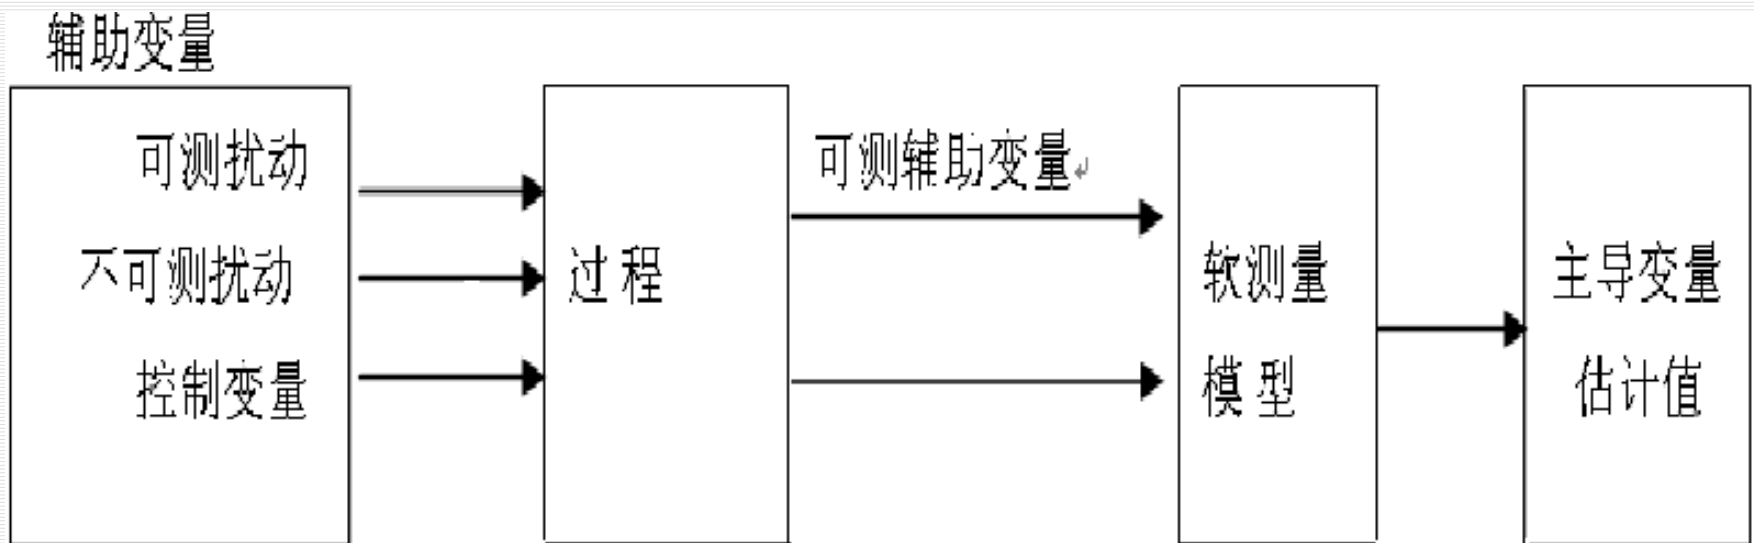 辅助变量
可测扰动
不可测扰动
控制变量
过程
可测辅助变量
软测量
模型
主导变量
估计值